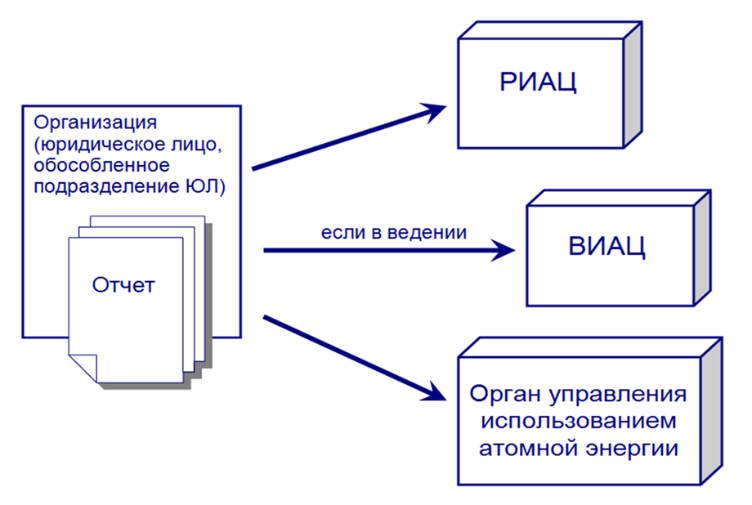 Организация
(юридическое лицо,
обособленное
подразделение ЮЛ)
Отчет
РИАЦ
если в ведении
ВИАЦ
Орган управления
использованием
атомной энергии